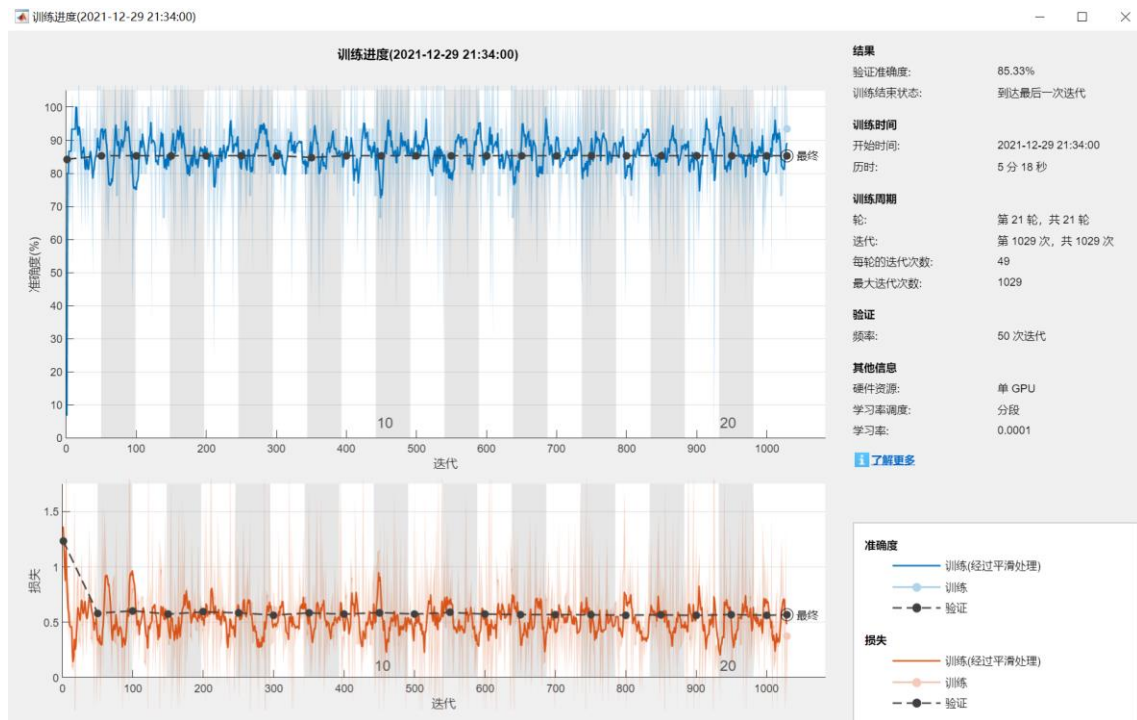 训练进度(2021-12-29 21:34:00)
训练进度(2021-12-29 21:34:00)
准确度(%)
100
90
80
70
60
50
40
30
20
10
0
最终
10
20
0 100 200 300 400 500 600 700 800 900 1000
迭代
损失
1.5
1
0.5
0
最终
10
20
0 100 200 300 400 500 600 700 800 900 1000
迭代
结果
验证准确度: 85.33%
训练结束状态: 到达最后一次迭代
训练时间
开始时间: 2021-12-29 21:34:00
历时: 5 分 18 秒
训练周期
轮: 第 21 轮，共 21 轮
迭代: 第 1029 次，共 1029 次
每轮的迭代次数: 49
最大迭代次数: 1029
验证
频率: 50 次迭代
其他信息
硬件资源: 单 GPU
学习率调度: 分段
学习率: 0.0001
i 了解更多
准确度
训练(经过平滑处理)
训练
验证
损失
训练(经过平滑处理)
训练
验证